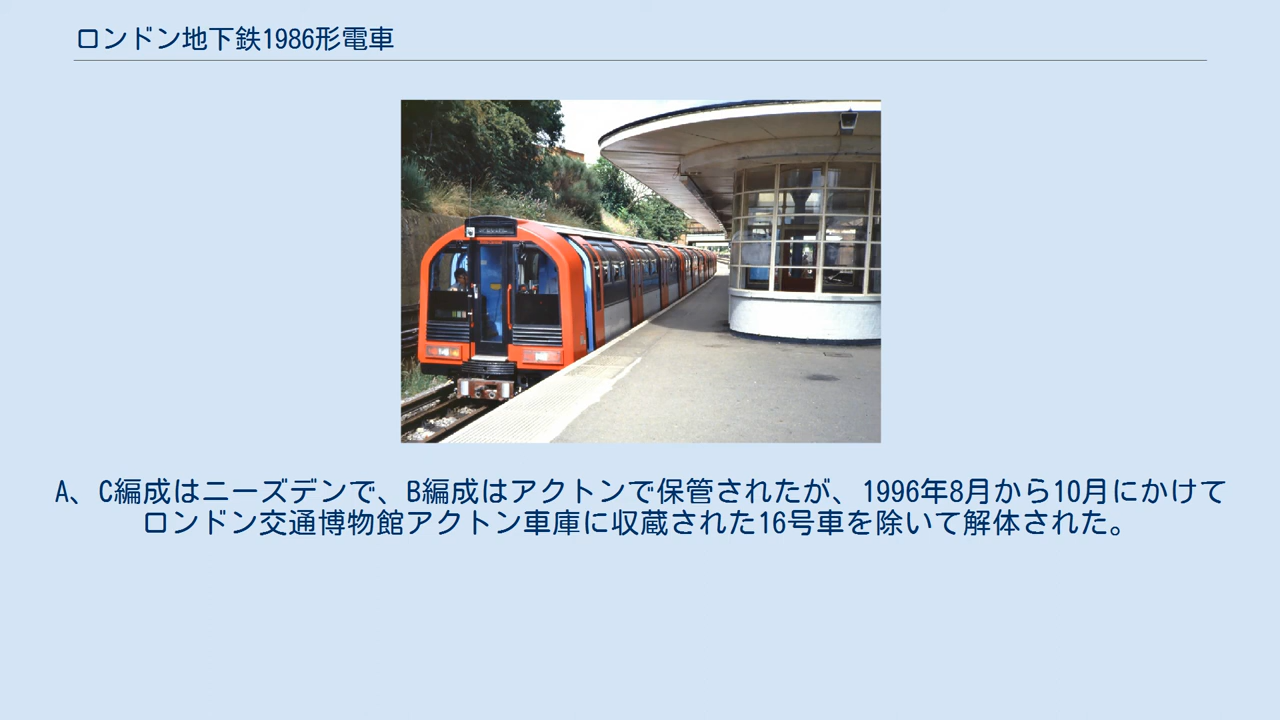 ロンドン地下鉄1986形電車
A、C編成はニーズデンで、B編成はアクトンで保管されたが、1996年8月から10月にかけて
ロンドン交通博物館アクトン車庫に収蔵された16号車を除いて解体された。